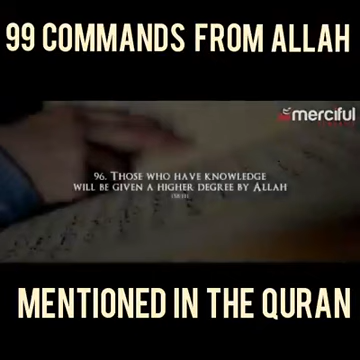 99 COMMANDS FROM ALLAH
merciful
96. THOSE WHO HAVE KNOWLEDGE
WILL BE GIVEN A HIGHER DEGREE BY ALLAH
MENTIONED IN THE QURAN